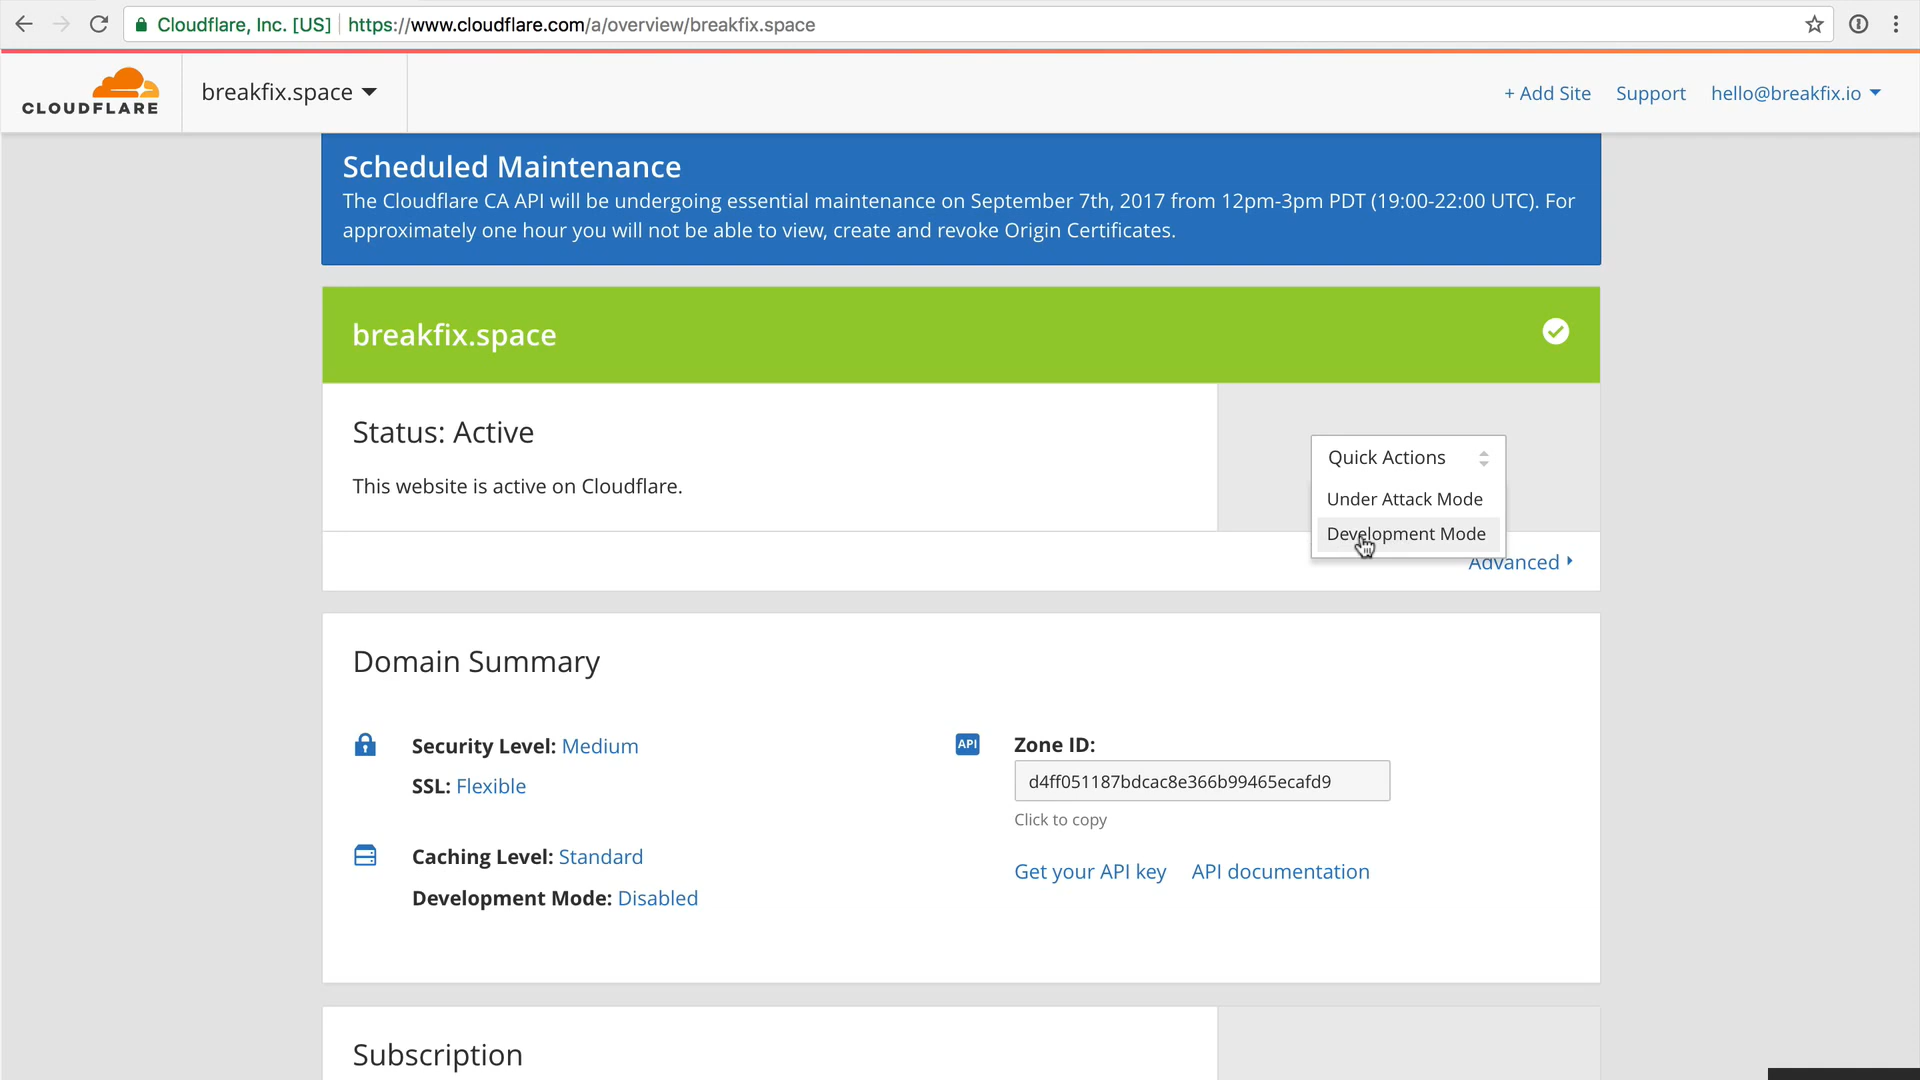 Cloudflare, Inc. [US] https://www.cloudflare.com/a/overview/breakfix.space
CLOUDFLARE
breakfix.space
+ Add Site
Support
hello@breakfix.io
Scheduled Maintenance
The Cloudflare CA API will be undergoing essential maintenance on September 7th, 2017 from 12pm-3pm PDT (19:00-22:00 UTC). For
approximately one hour you will not be able to view, create and revoke Origin Certificates.
breakfix.space
Status: Active
This website is active on Cloudflare.
Quick Actions
Under Attack Mode
Development Mode
Advanced
Domain Summary
Security Level: Medium
SSL: Flexible
Caching Level: Standard
Development Mode: Disabled
API
Zone ID:
d4ff051187bdcac8e366b99465ecafd9
Click to copy
Get your API key
API documentation
Subscription